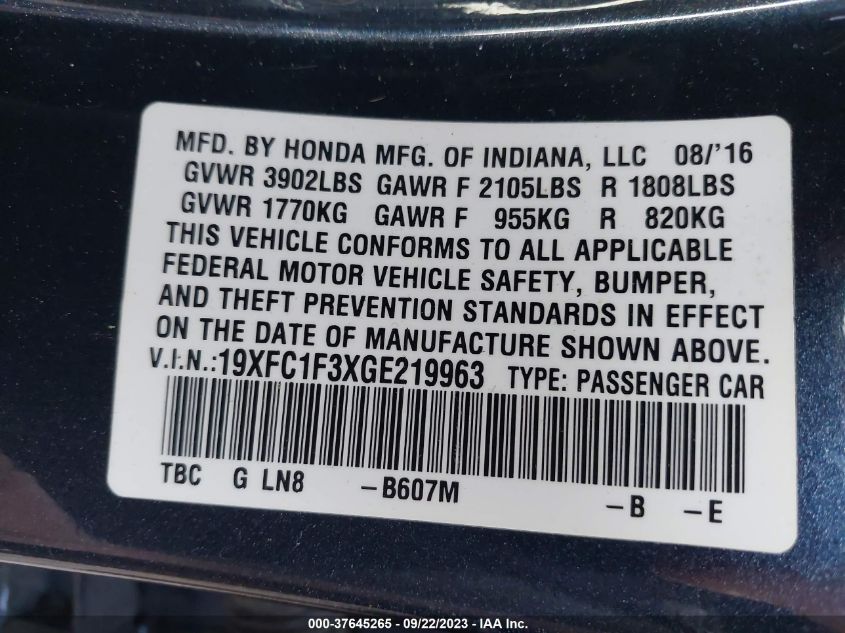 MFD. BY HONDA MFG. OF INDIANA, LLC 08/'16
GVWR 3902LBS GAWR F 2105LBS R 1808LBS
GVWR 1770KG GAWR F 955KG R 820KG
THIS VEHICLE CONFORMS TO ALL APPLICABLE
FEDERAL MOTOR VEHICLE SAFETY, BUMPER,
AND THEFT PREVENTION STANDARDS IN EFFECT
ON THE DATE OF MANUFACTURE SHOWN ABOVE.
V.I.N.:19XFC1F3XGE219963 TYPE: PASSENGER CAR
TBC G LN8 -B607M -B -E
000-37645265 - 09/22/2023 - IAA Inc.